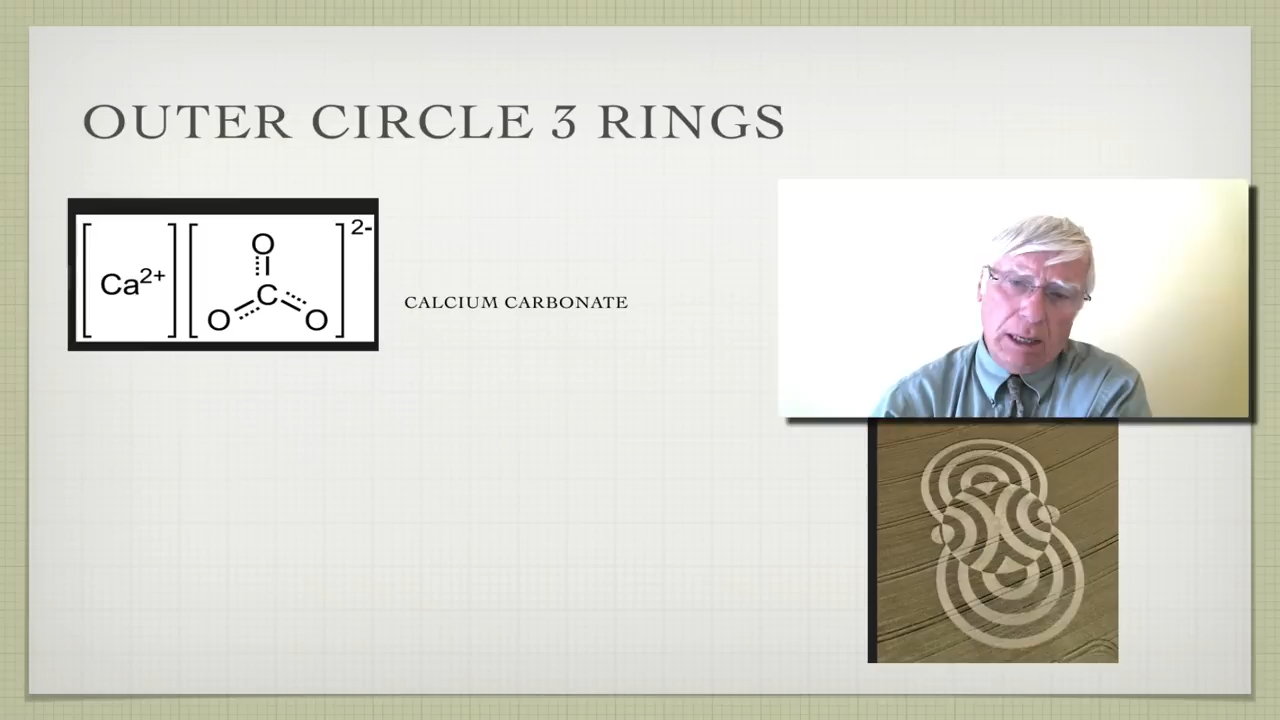 OUTER CIRCLE 3 RINGS
[Ca2+] [O C O O]2-
CALCIUM CARBONATE